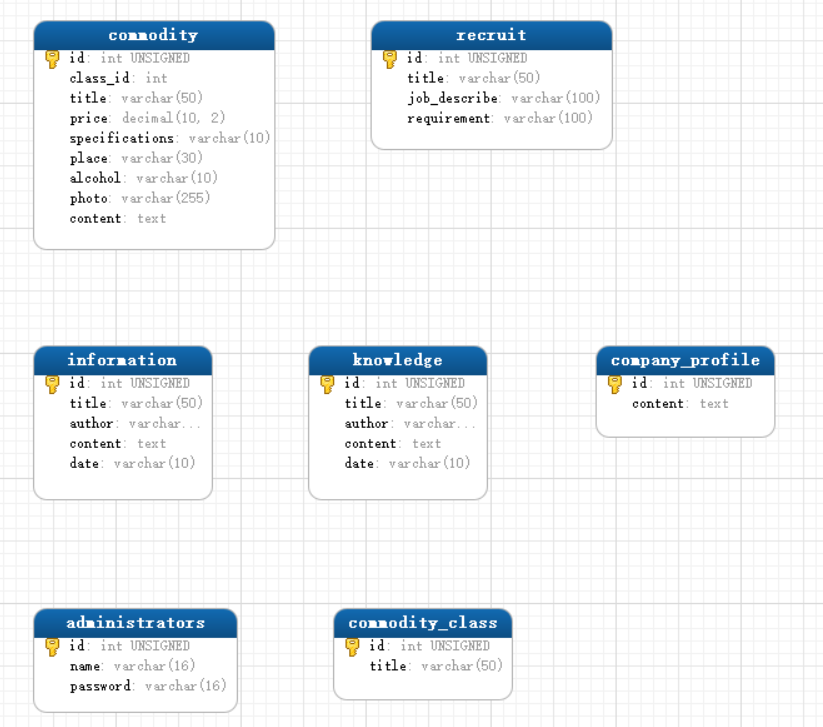 commodity
id: int UNSIGNED
class_id: int
title: varchar(50)
price: decimal(10, 2)
specifications: varchar(10)
place: varchar(30)
alcohol: varchar(10)
photo: varchar(255)
content: text
recruit
id: int UNSIGNED
title: varchar(50)
job_describe: varchar(100)
requirement: varchar(100)
information
id: int UNSIGNED
title: varchar(50)
author: varchar...
content: text
date: varchar(10)
knowledge
id: int UNSIGNED
title: varchar(50)
author: varchar...
content: text
date: varchar(10)
company_profile
id: int UNSIGNED
content: text
administrators
id: int UNSIGNED
name: varchar(16)
password: varchar(16)
commodity_class
id: int UNSIGNED
title: varchar(50)